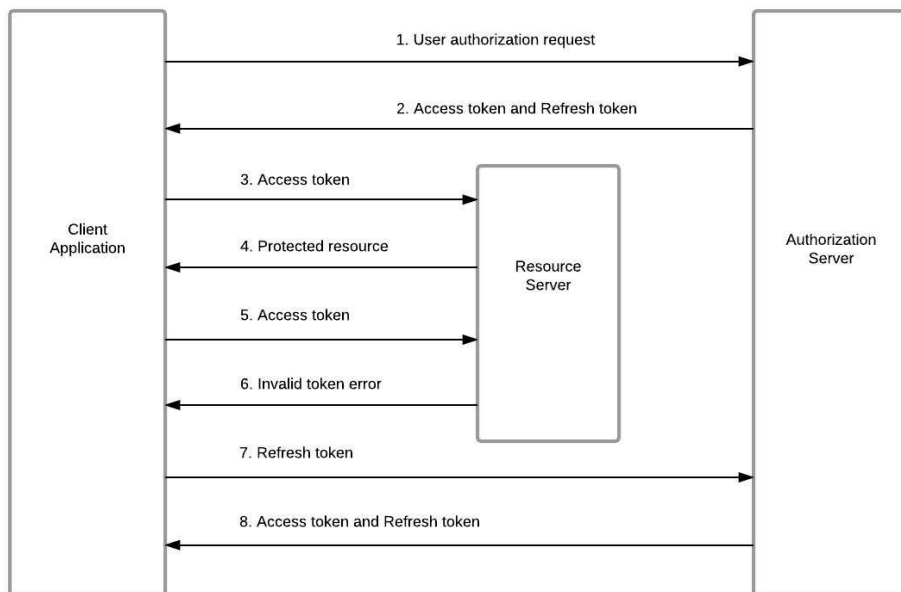 1. User authorization request
2. Access token and Refresh token
3. Access token
Client
Application
4. Protected resource
Resource
Server
Authorization
Server
5. Access token
6. Invalid token error
7. Refresh token
8. Access token and Refresh token